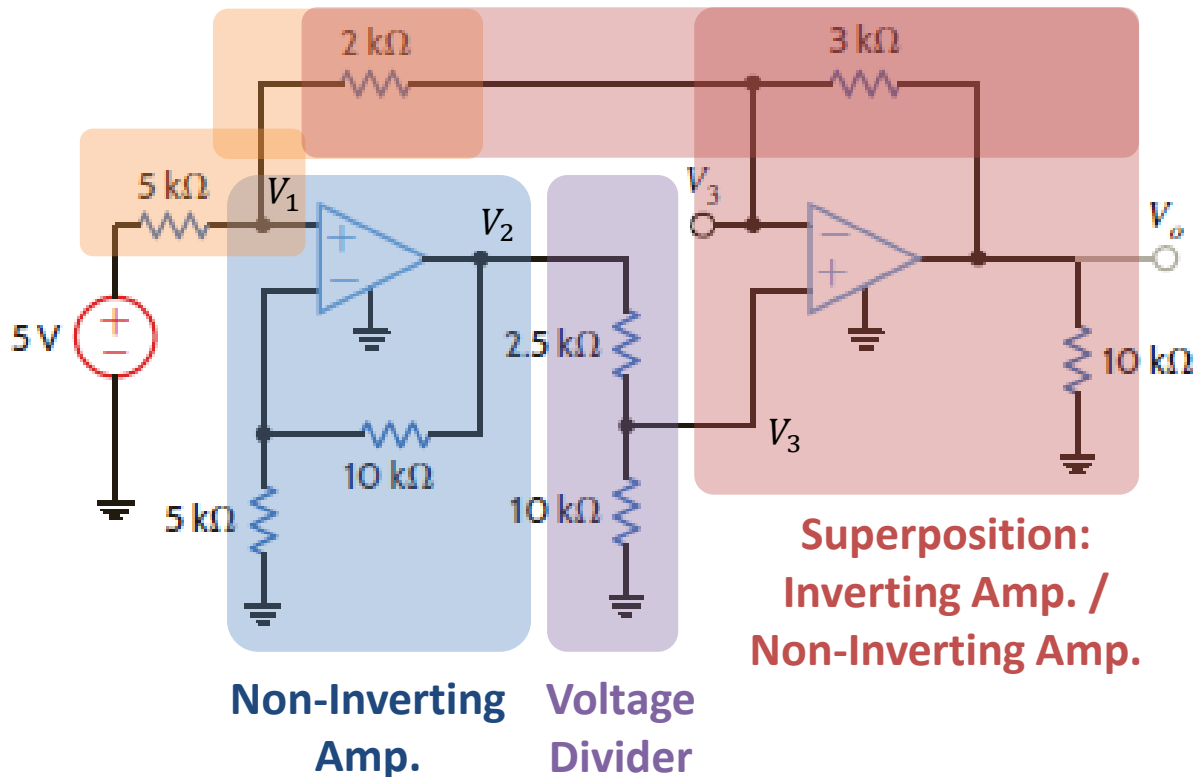 2 kΩ
3 kΩ
5 kΩ
V₁
V₂
V₃
Vₒ
+
−
−
+
5 V
+
−
2.5 kΩ
10 kΩ
10 kΩ
V₃
5 kΩ
10 kΩ
Superposition:
Inverting Amp. /
Non-Inverting Amp.
Non-Inverting
Amp.
Voltage
Divider